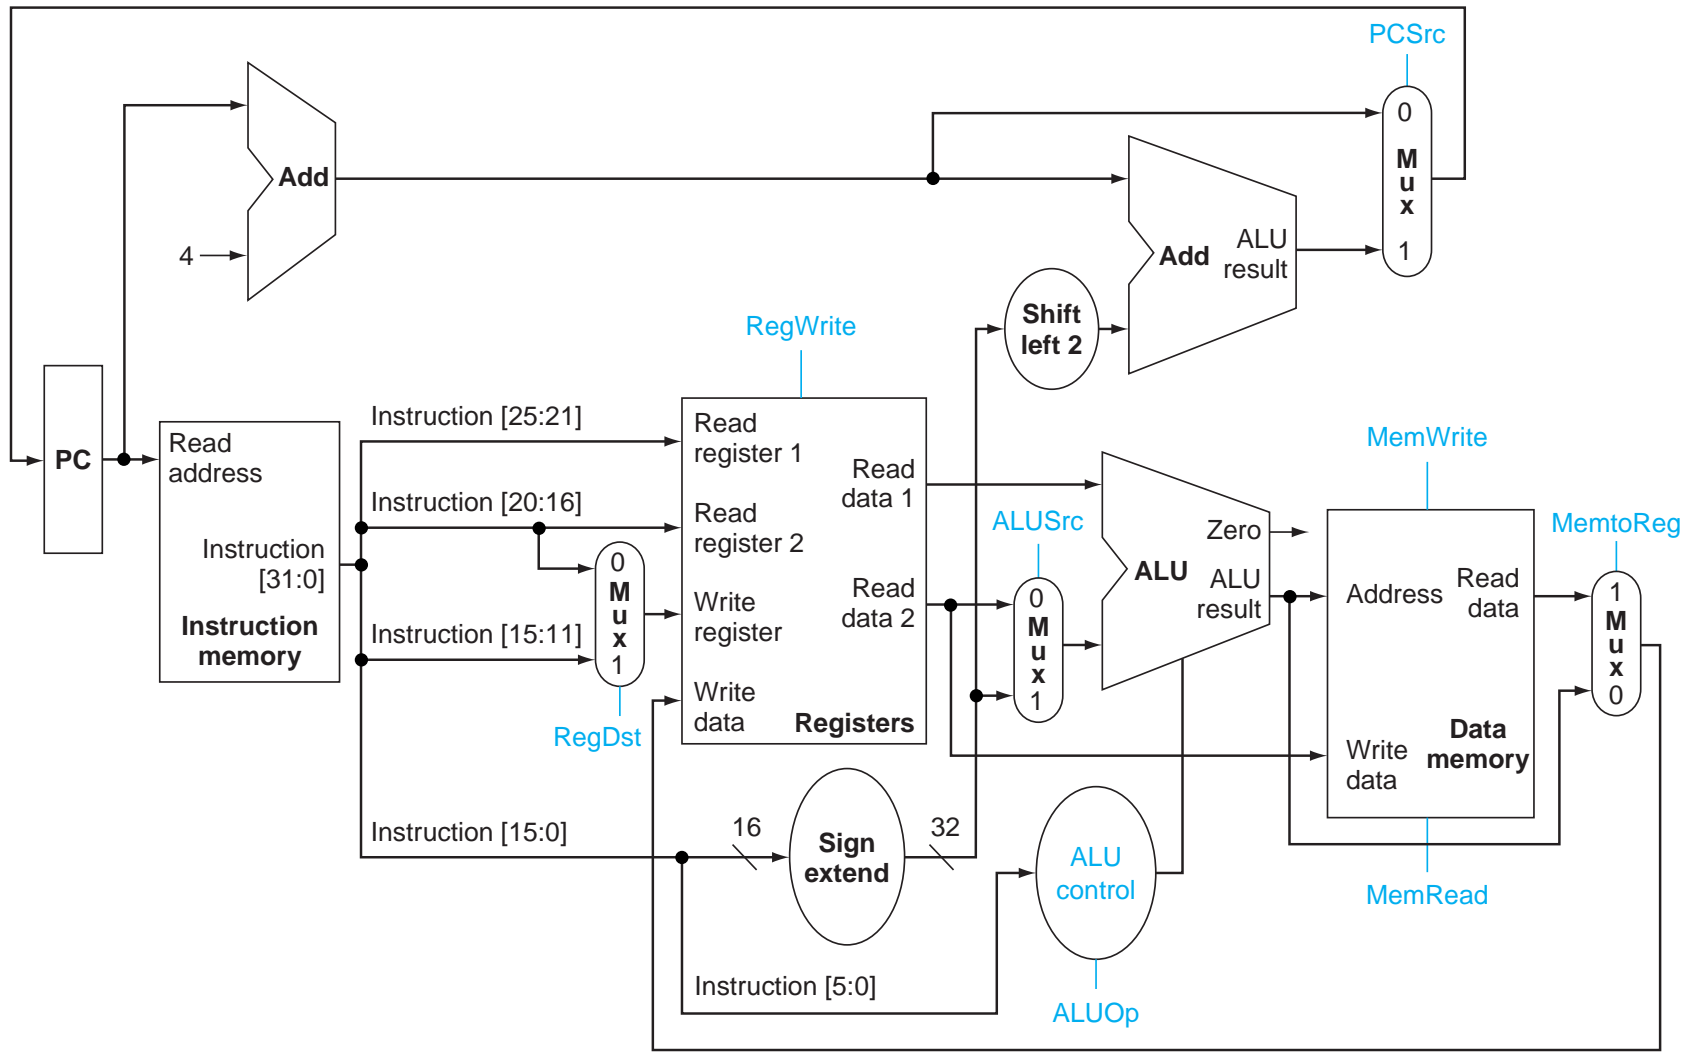 PCSrc
0
M
u
x
1
Add
4
Add
ALU
result
Shift
left 2
RegWrite
PC
Read
address
Instruction
[31:0]
Instruction
memory
Instruction [25:21]
Instruction [20:16]
Instruction [15:11]
Instruction [15:0]
0
M
u
x
1
RegDst
Read
register 1
Read
register 2
Write
register
Write
data
Read
data 1
Read
data 2
Registers
ALUSrc
0
M
u
x
1
Zero
ALU
ALU
result
MemWrite
Address
Read
data
Write
data
Data
memory
MemRead
MemtoReg
1
M
u
x
0
16
Sign
extend
32
ALU
control
Instruction [5:0]
ALUOp